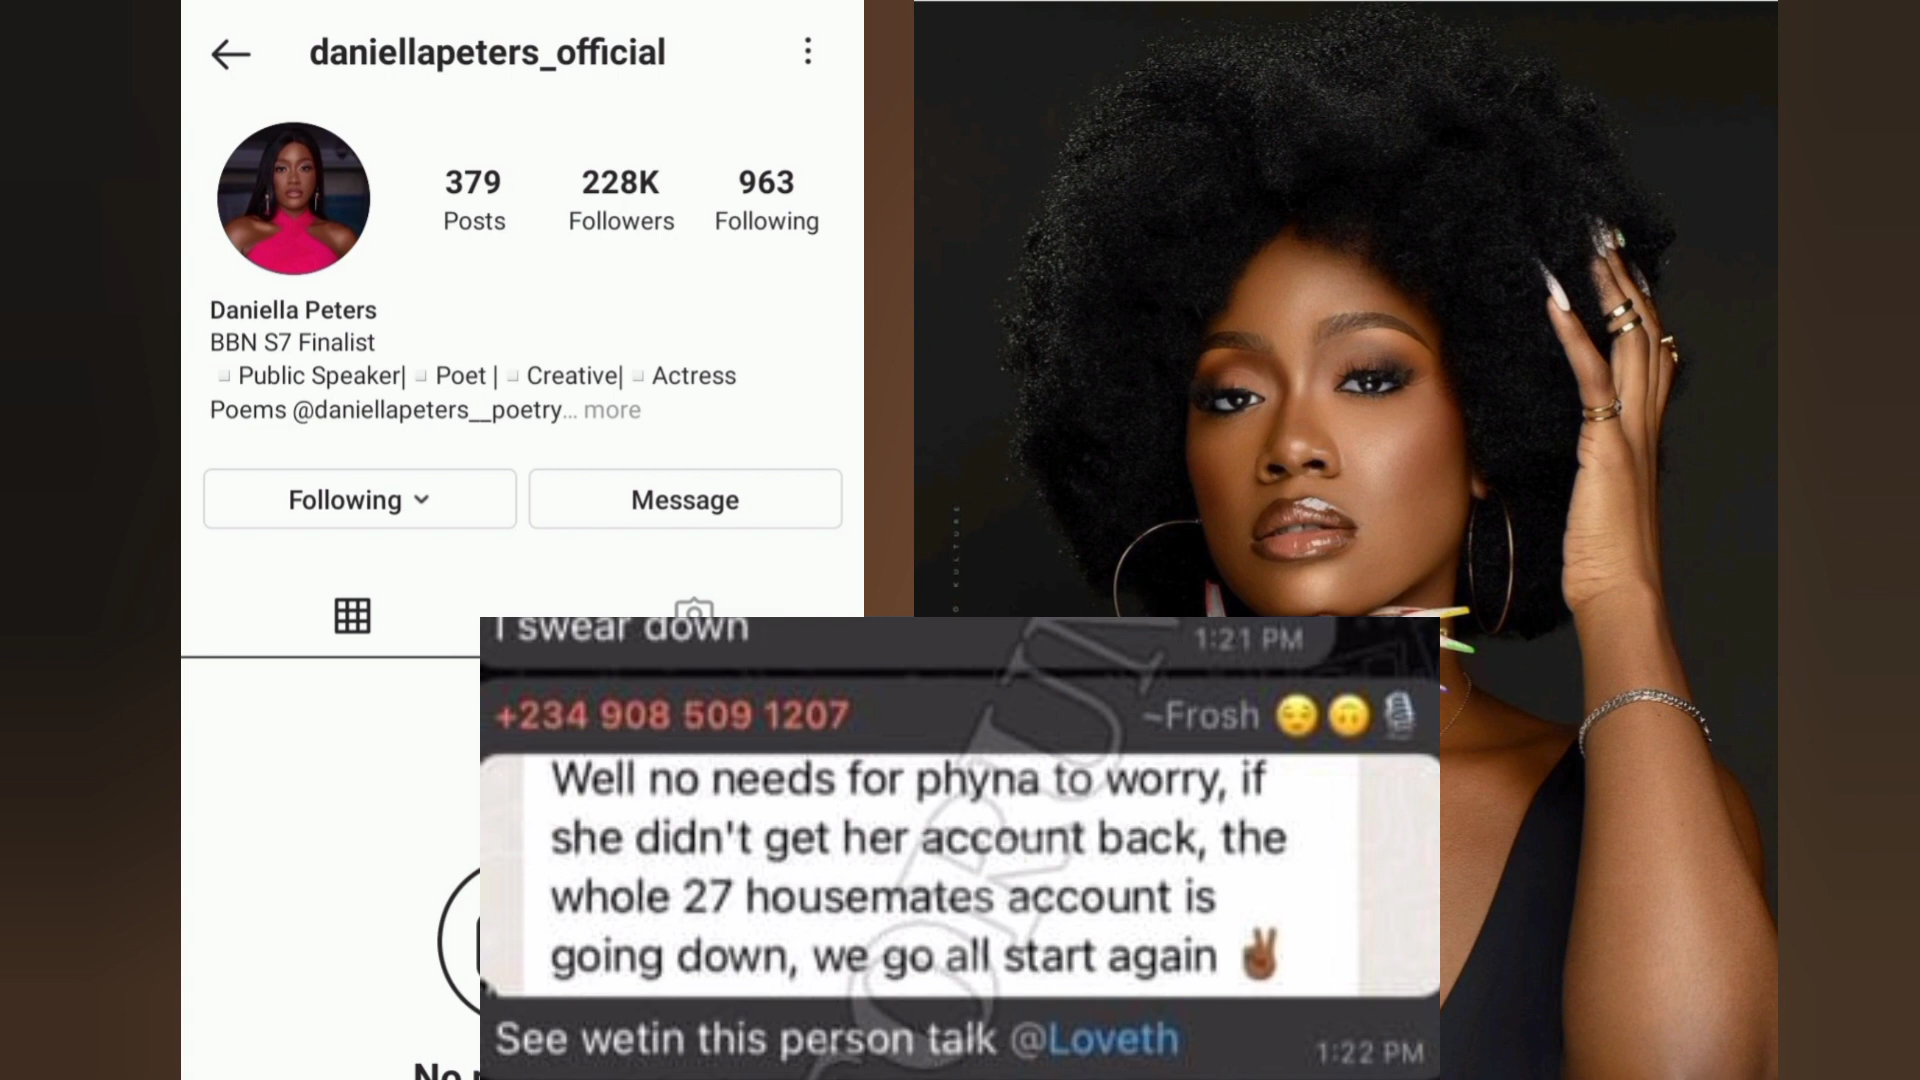 daniellapeters_official
379 228K 963
Posts Followers Following
Daniella Peters
BBN S7 Finalist
▫️Public Speaker|▫️Poet |▫️Creative|▫️Actress
Poems @daniellapeters__poetry... more
Following Message
KULTURE
I swear down 1:21 PM
+234 908 509 1207 ~Frosh 😔🙃🎙️
Well no needs for phyna to worry, if
she didn't get her account back, the
whole 27 housemates account is
going down, we go all start again ✌🏾
See wetin this person talk @Loveth
1:22 PM
No